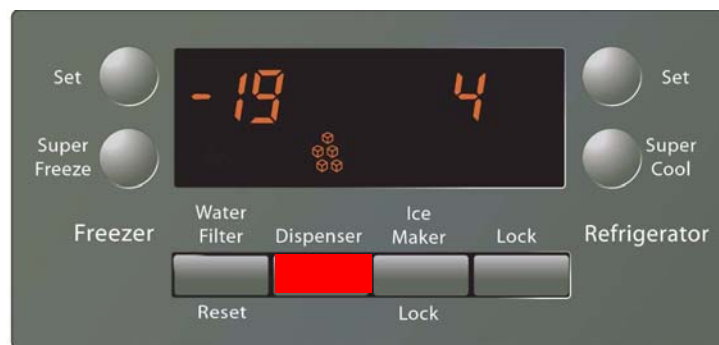 Set
-19
4
Set
Super
Freeze
Super
Cool
Freezer
Water
Filter
Dispenser
Ice
Maker
Lock
Refrigerator
Reset
Lock